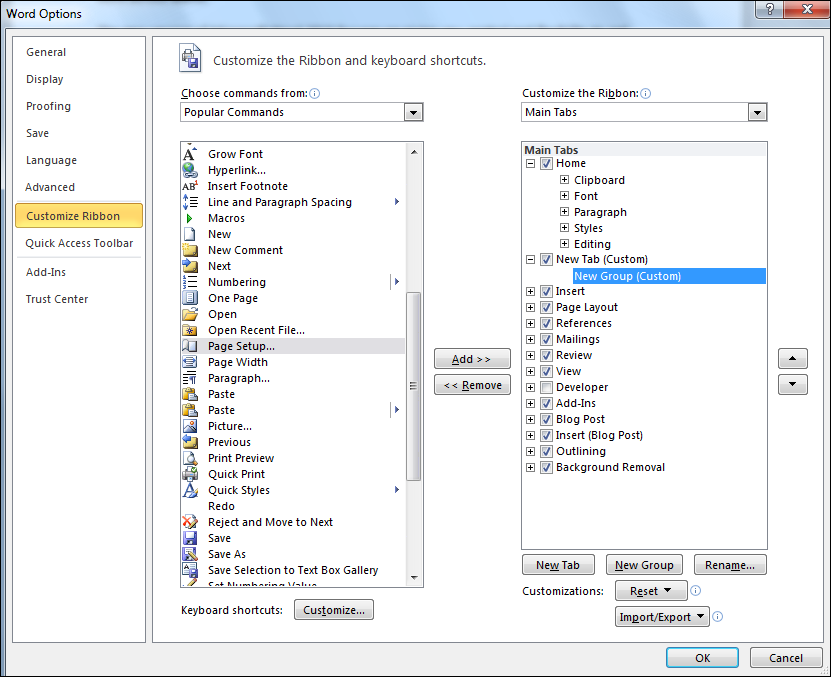 Word Options
General
Display
Proofing
Save
Language
Advanced
Customize Ribbon
Quick Access Toolbar
Add-Ins
Trust Center
Customize the Ribbon and keyboard shortcuts.
Choose commands from:
Popular Commands
Grow Font
Hyperlink...
Insert Footnote
Line and Paragraph Spacing
Macros
New
New Comment
Next
Numbering
One Page
Open
Open Recent File...
Page Setup...
Page Width
Paragraph...
Paste
Paste
Picture...
Previous
Print Preview
Quick Print
Quick Styles
Redo
Reject and Move to Next
Save
Save As
Save Selection to Text Box Gallery
Set Numbering Value
Keyboard shortcuts: Customize...
Add >>
<< Remove
Customize the Ribbon:
Main Tabs
Main Tabs
Home
Clipboard
Font
Paragraph
Styles
Editing
New Tab (Custom)
New Group (Custom)
Insert
Page Layout
References
Mailings
Review
View
Developer
Add-Ins
Blog Post
Insert (Blog Post)
Outlining
Background Removal
New Tab New Group Rename...
Customizations: Reset
Import/Export
OK Cancel